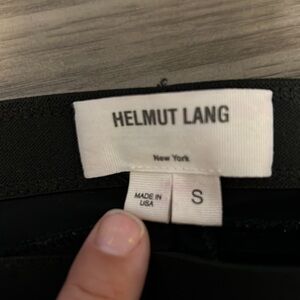 HELMUT LANG
New York
MADE IN
USA
S